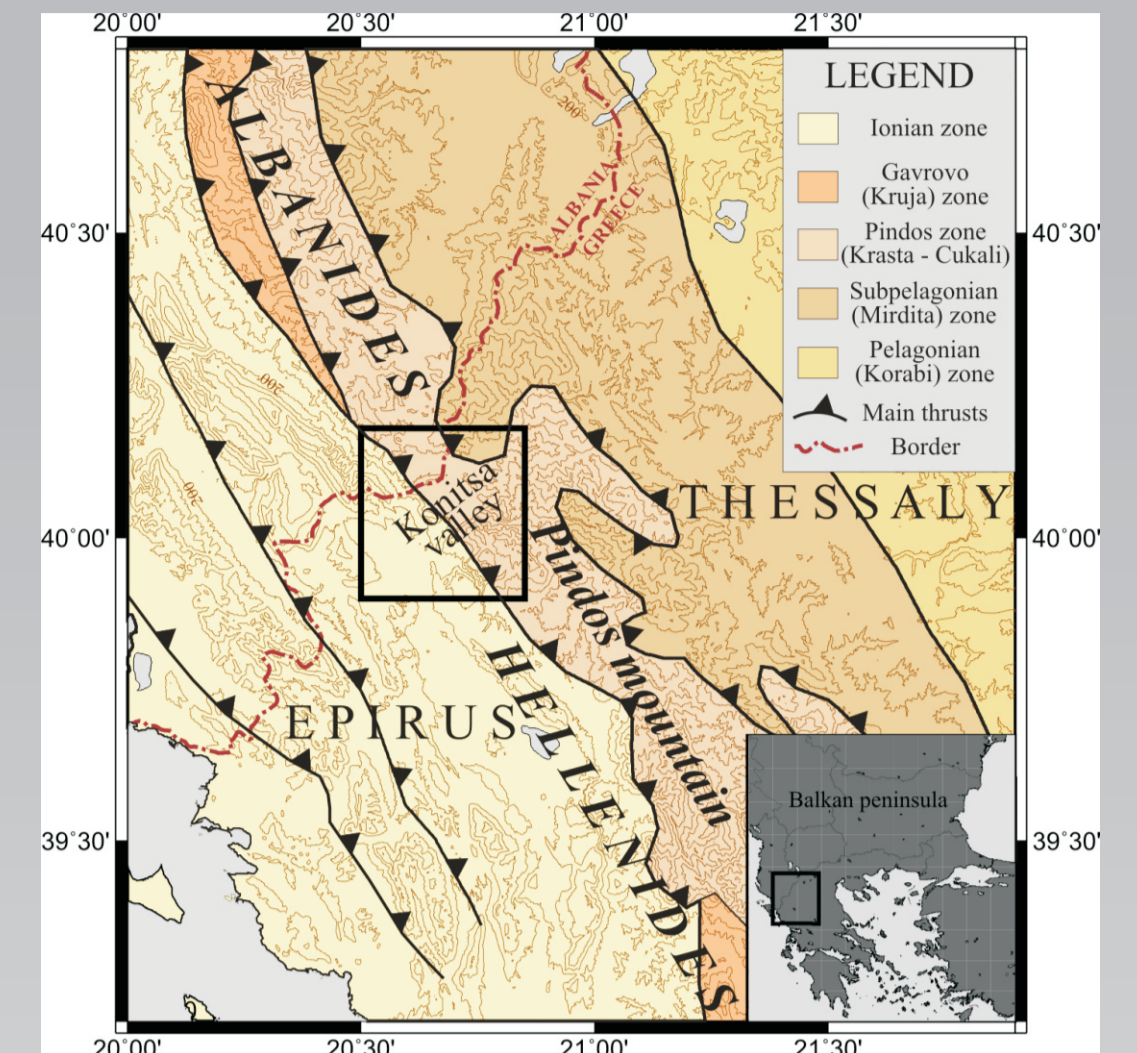 20°00' 20°30' 21°00' 21°30'
LEGEND
Ionian zone
Gavrovo
(Kruja) zone
Pindos zone
(Krasta - Cukali)
Subpelagonian
(Mirdita) zone
Pelagonian
(Korabi) zone
Main thrusts
Border
ALBANIDES
200
ALBANIA
GREECE
40°30' 40°30'
200
200
Konitsa
valley
THESSALY
40°00' 40°00'
Pindos mountain
HELLENIDES
EPIRUS
Balkan peninsula
39°30' 39°30'
20°00' 20°30' 21°00' 21°30'